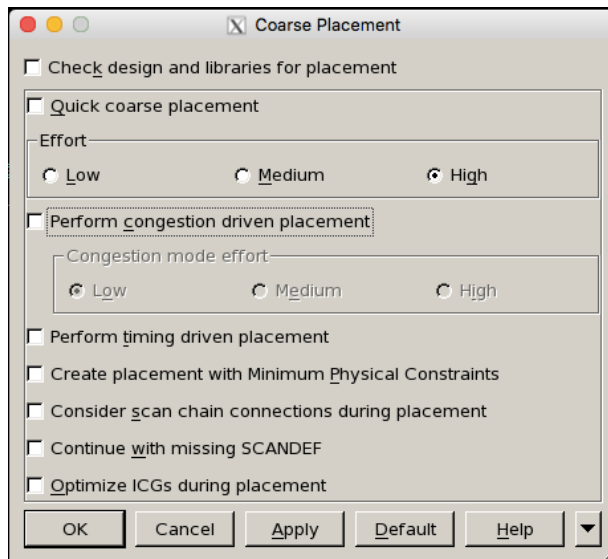 Coarse Placement
Check design and libraries for placement
Quick coarse placement
Effort
Low Medium High
Perform congestion driven placement
Congestion mode effort
Low Medium High
Perform timing driven placement
Create placement with Minimum Physical Constraints
Consider scan chain connections during placement
Continue with missing SCANDEF
Optimize ICGs during placement
OK Cancel Apply Default Help